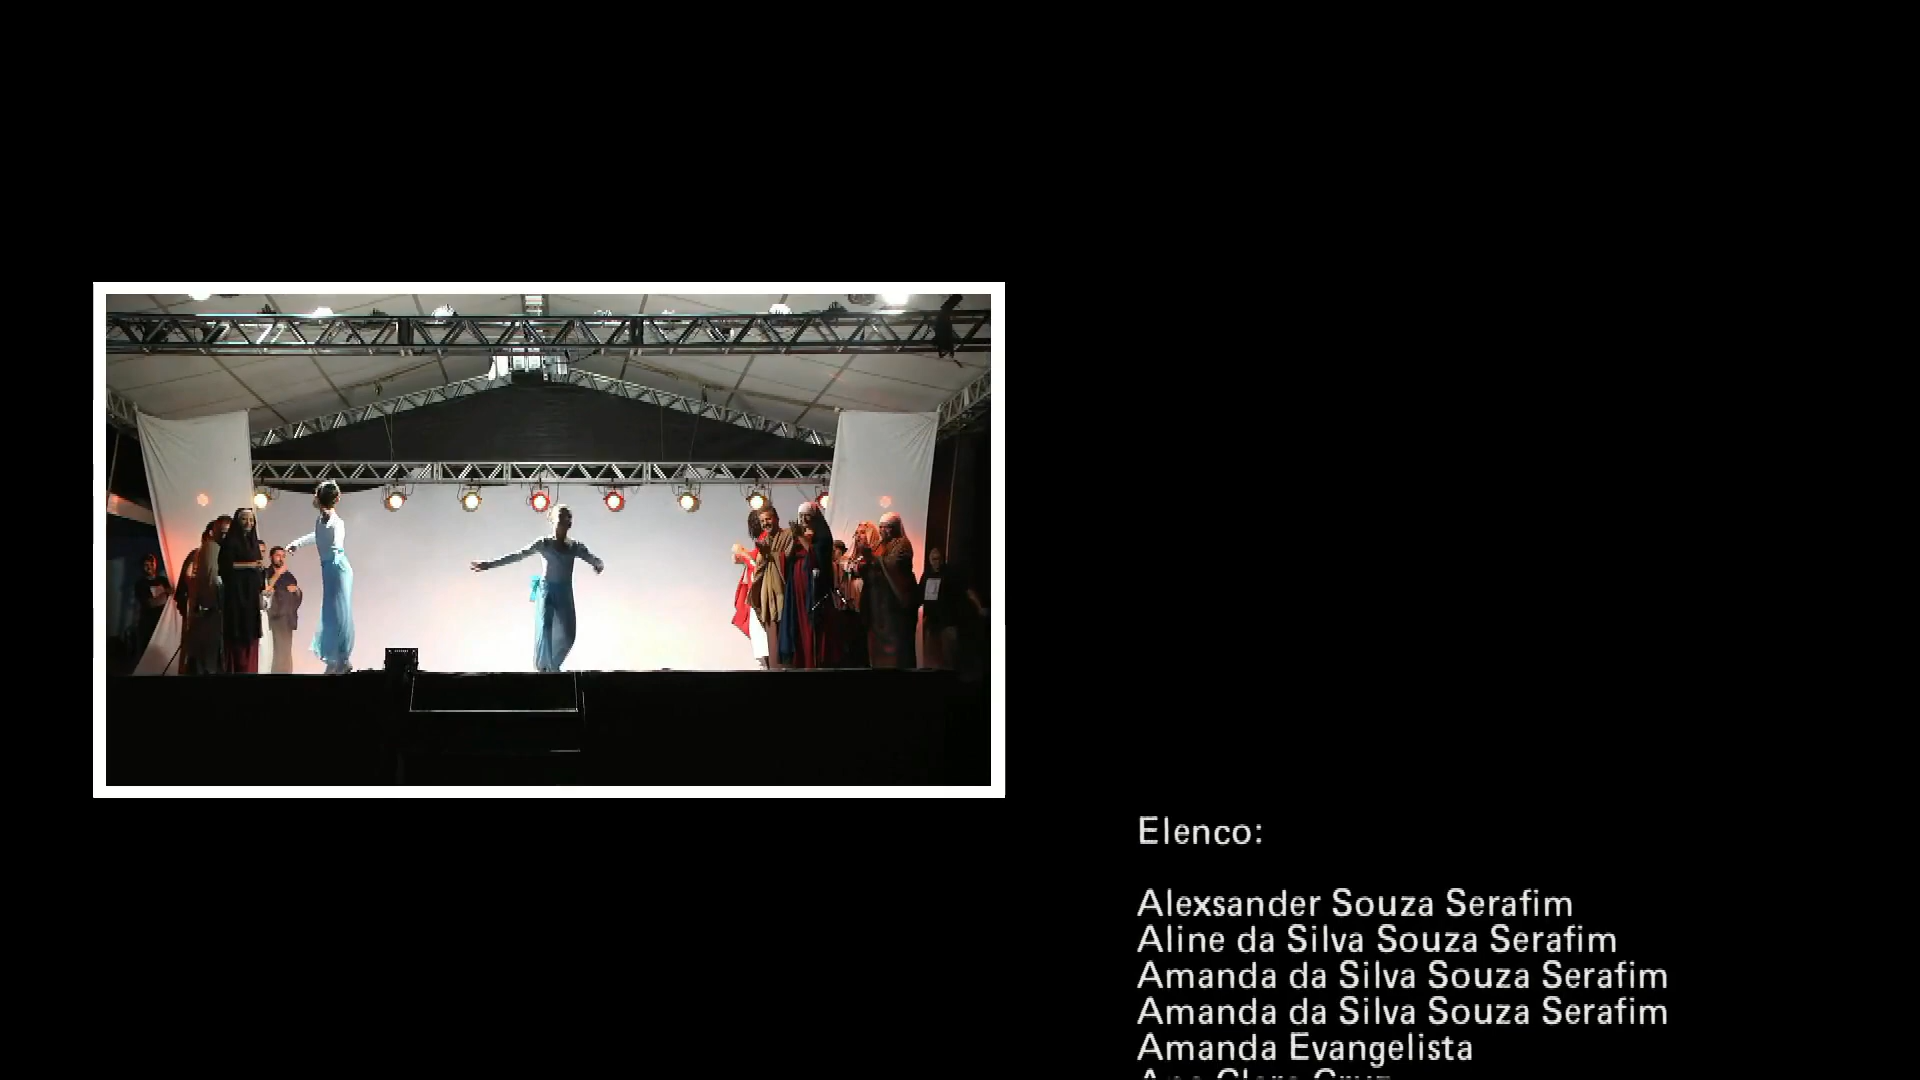 Elenco:
Alexsander Souza Serafim
Aline da Silva Souza Serafim
Amanda da Silva Souza Serafim
Amanda da Silva Souza Serafim
Amanda Evangelista